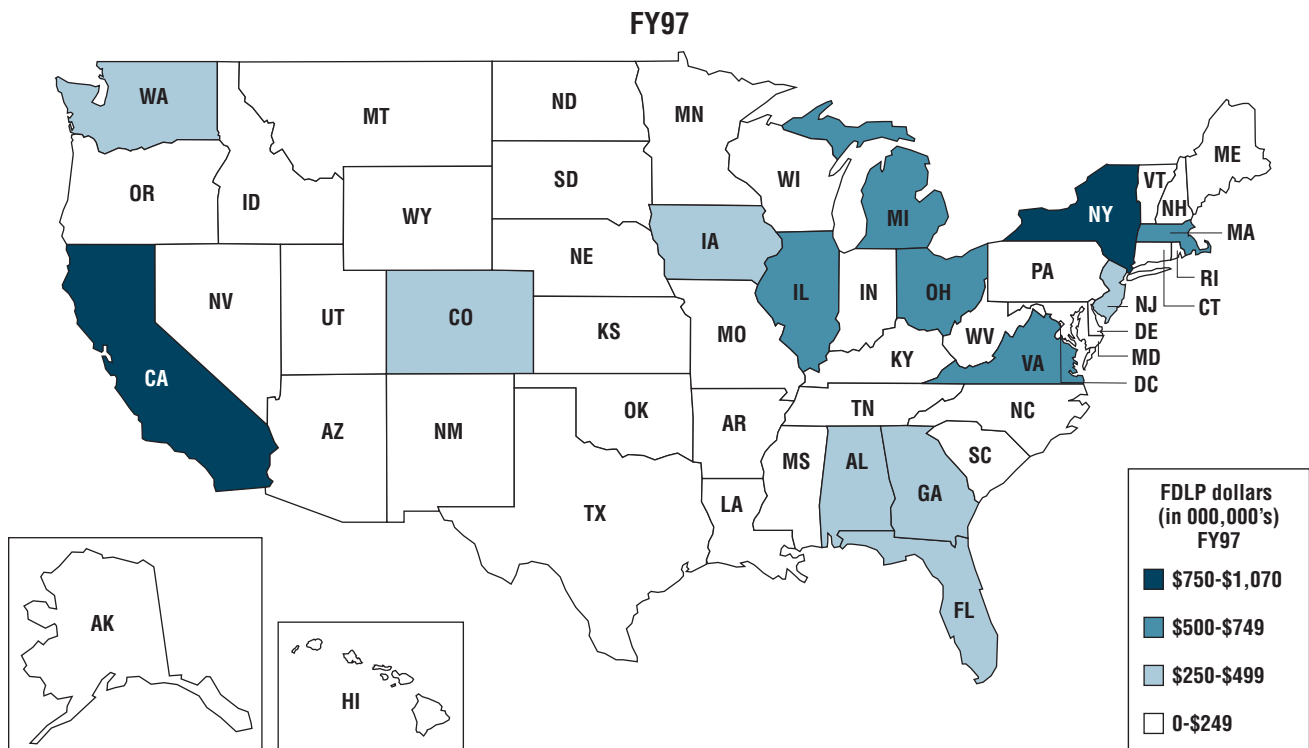 FY97
WA
MT
ND
MN
ME
OR
ID
SD
WI
VT
NH
NY
MI
MA
WY
IA
NE
PA
RI
NV
UT
CO
IL
IN
OH
NJ
CT
KS
MO
WV
DE
CA
KY
VA
MD
DC
AZ
NM
OK
AR
TN
NC
MS
AL
GA
SC
TX
LA
FL
AK
HI
FDLP dollars
(in 000,000's)
FY97
$750-$1,070
$500-$749
$250-$499
0-$249